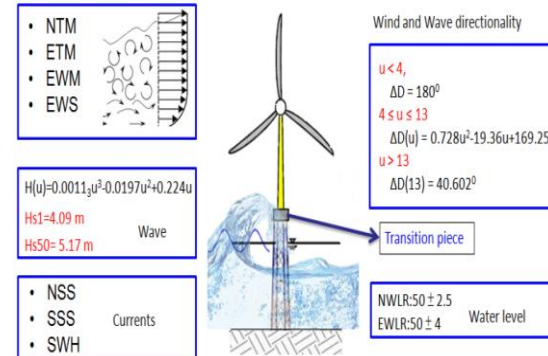 • NTM
• ETM
• EWM
• EWS
H(u)=0.0011₃u³-0.0197u²+0.224u
Hs1=4.09 m
Hs50= 5.17 m
Wave
• NSS
• SSS
• SWH
Currents
Wind and Wave directionality
u < 4,
ΔD = 180⁰
4 ≤ u ≤ 13
ΔD(u) = 0.728u²-19.36u+169.25
u > 13
ΔD(13) = 40.602⁰
Transition piece
NWLR:50 ± 2.5
EWLR:50 ± 4
Water level